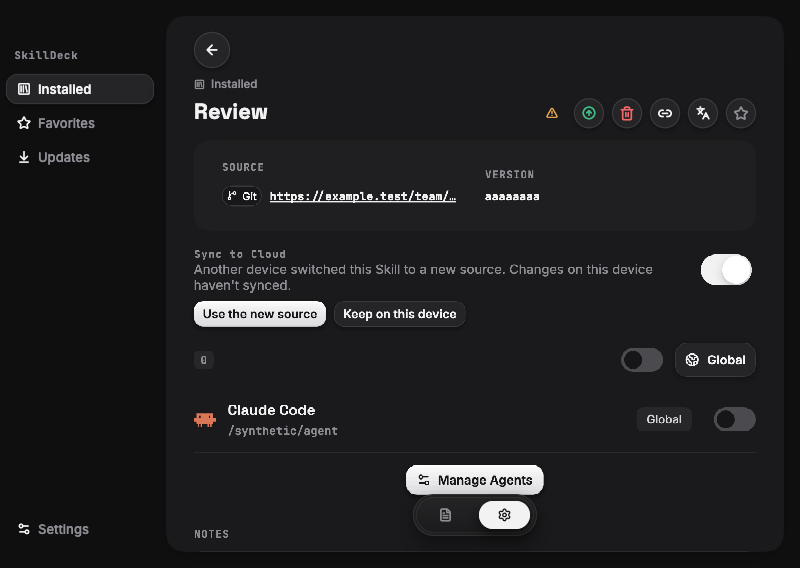 SkillDeck
Installed
Favorites
Updates
Settings
Installed
Review
SOURCE
VERSION
Git
https://example.test/team/…
aaaaaaaa
Sync to Cloud
Another device switched this Skill to a new source. Changes on this device
haven't synced.
Use the new source
Keep on this device
0
Global
Claude Code
/synthetic/agent
Global
Manage Agents
NOTES